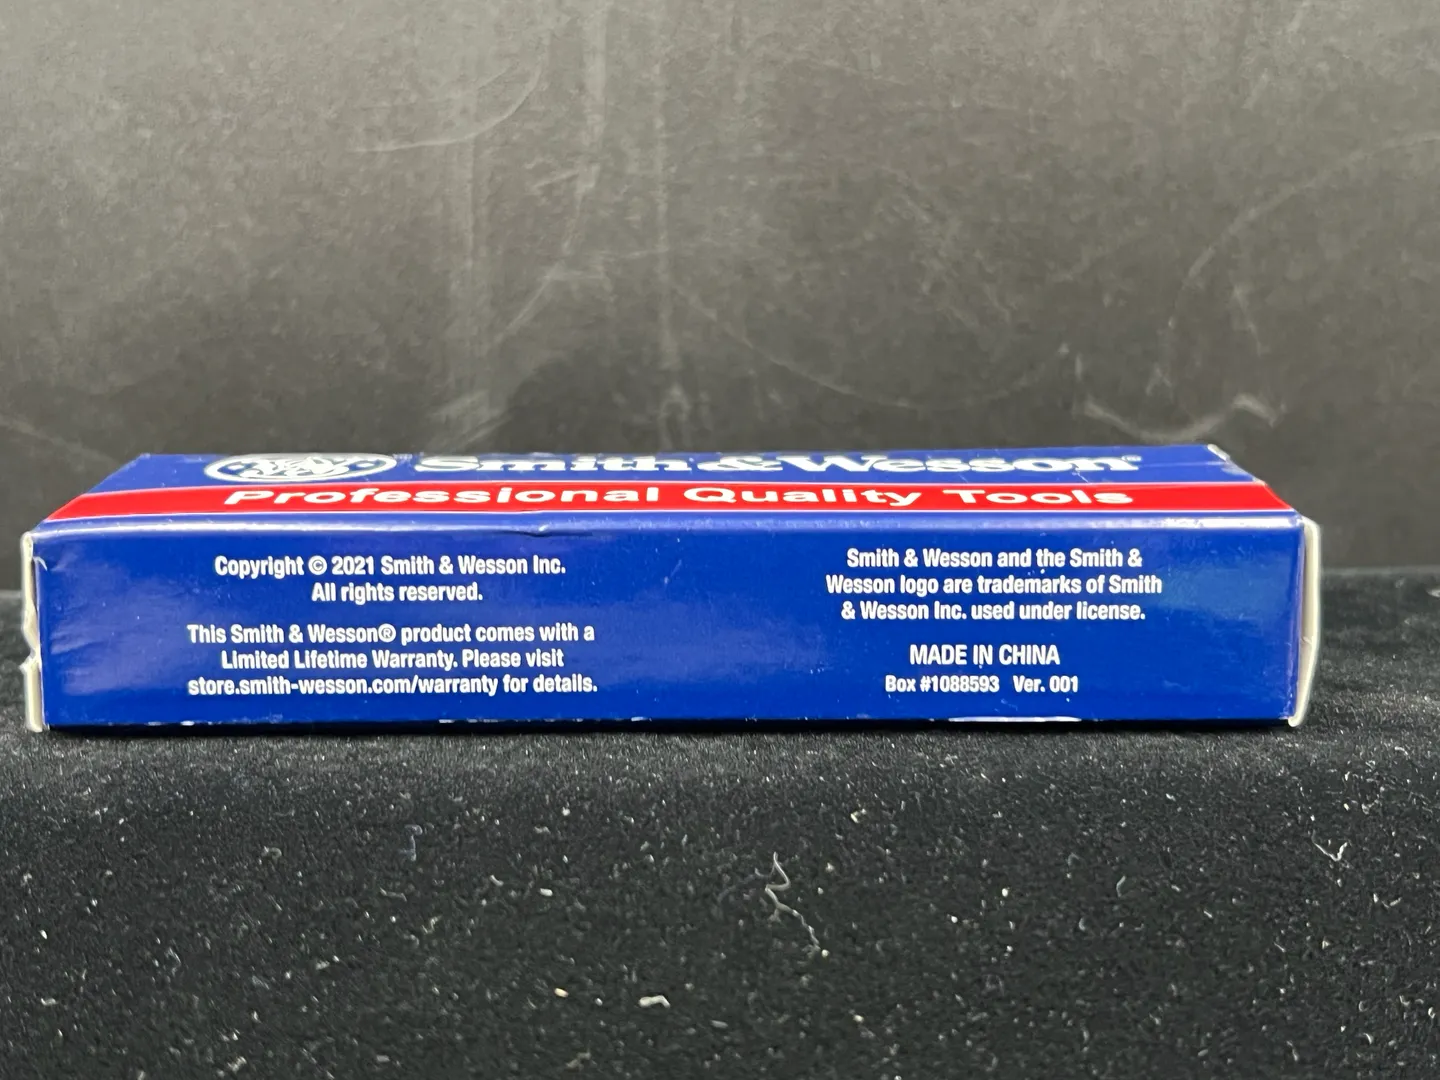 Smith & Wesson®
Professional Quality Tools
Copyright © 2021 Smith & Wesson Inc.
All rights reserved.
This Smith & Wesson® product comes with a
Limited Lifetime Warranty. Please visit
store.smith-wesson.com/warranty for details.
Smith & Wesson and the Smith &
Wesson logo are trademarks of Smith
& Wesson Inc. used under license.
MADE IN CHINA
Box #1088593 Ver. 001